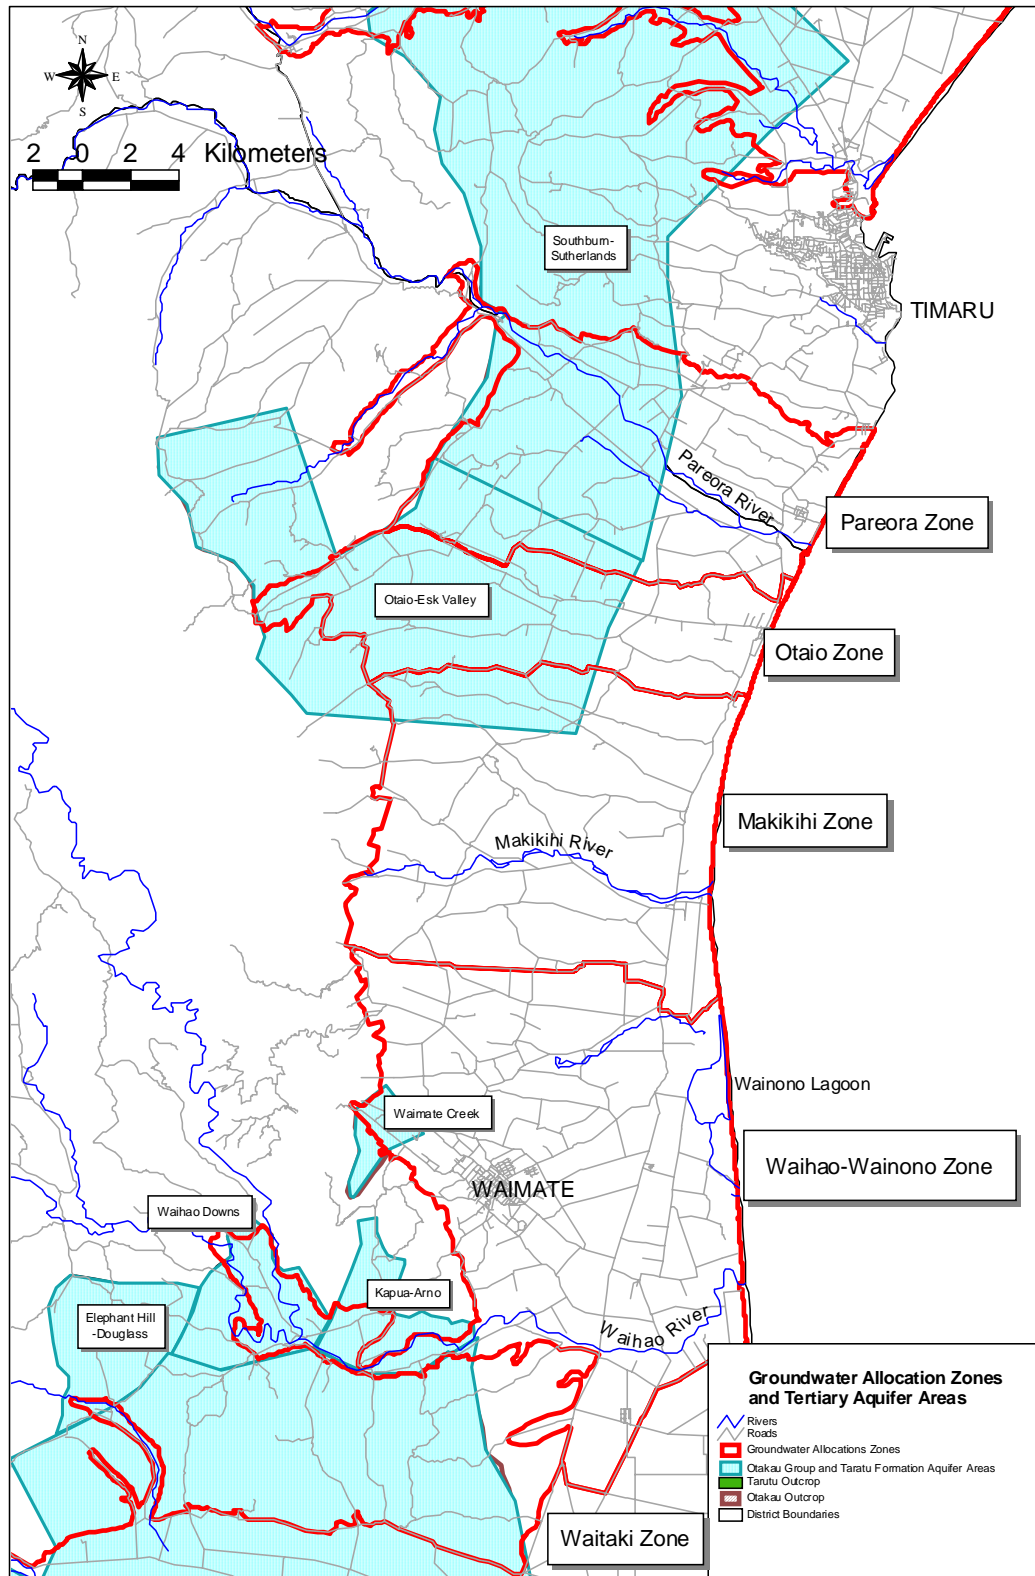 N
W E
S
2 0 2 4 Kilometers
Southburn-
Sutherlands
TIMARU
Pareora River
Pareora Zone
Otaio-Esk Valley
Otaio Zone
Makikihi Zone
Makikihi River
Wainono Lagoon
Waimate Creek
Waihao-Wainono Zone
WAIMATE
Waihao Downs
Kapua-Arno
Elephant Hill
-Douglass
Waihao River
Groundwater Allocation Zones
and Tertiary Aquifer Areas
Rivers
Roads
Groundwater Allocations Zones
Otakau Group and Taratu Formation Aquifer Areas
Tarutu Outcrop
Otakau Outcrop
District Boundaries
Waitaki Zone